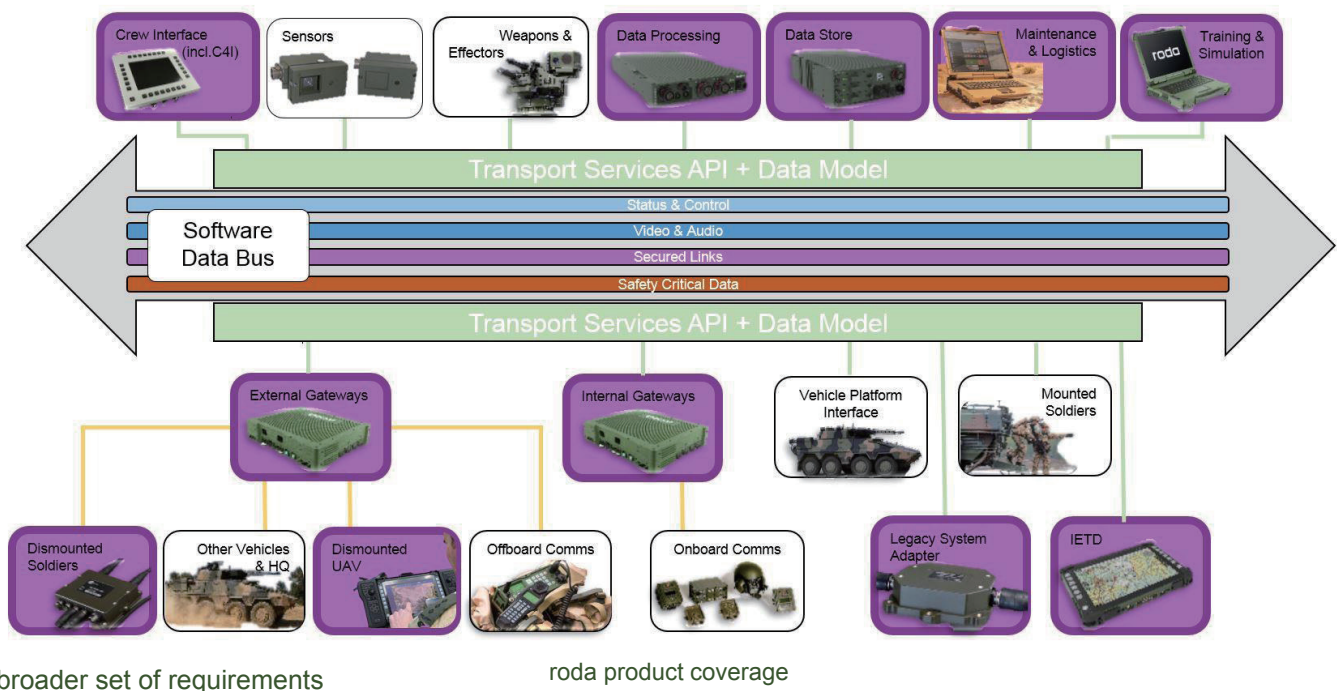 Crew Interface
(incl.C4I)
Sensors
Weapons &
Effectors
Data Processing
Data Store
Maintenance
& Logistics
roda
Training &
Simulation
Transport Services API + Data Model
Status & Control
Software
Data Bus
Video & Audio
Secured Links
Safety Critical Data
Transport Services API + Data Model
External Gateways
Internal Gateways
Vehicle Platform
Interface
Mounted
Soldiers
Dismounted
Soldiers
Other Vehicles
& HQ
Dismounted
UAV
Offboard Comms
Onboard Comms
Legacy System
Adapter
IETD
broader set of requirements
roda product coverage